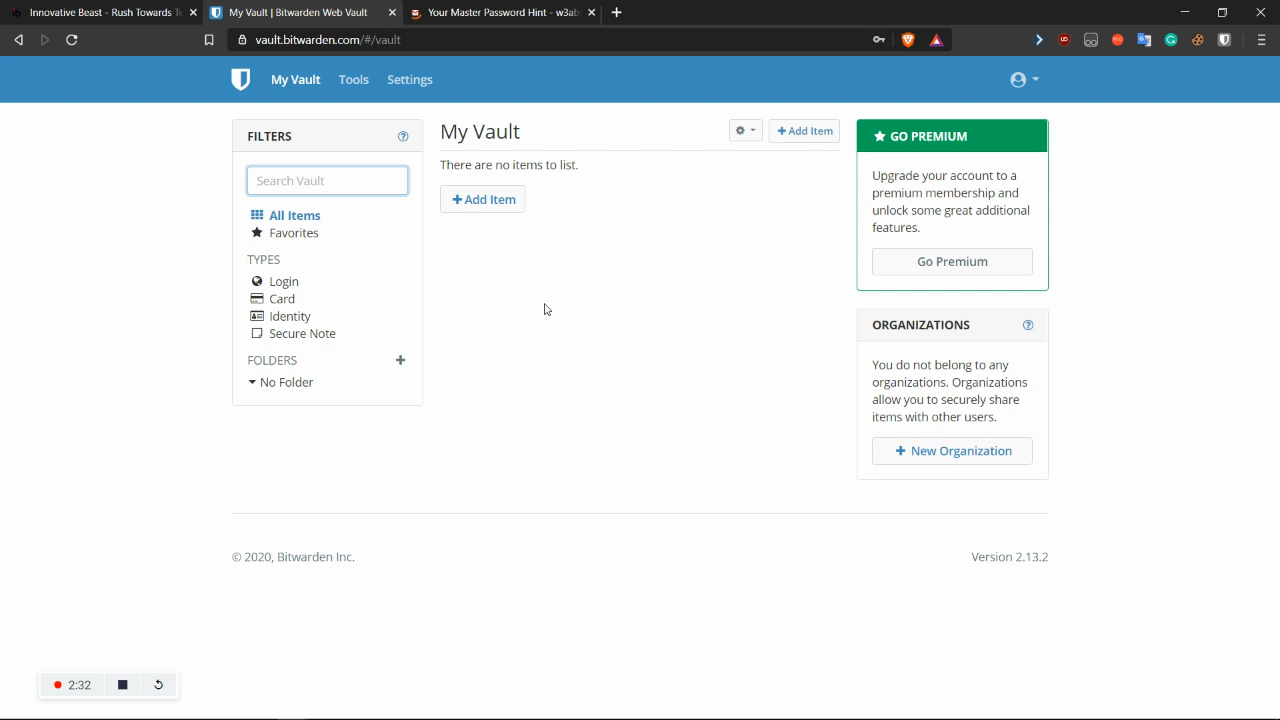 Innovative Beast - Rush Towards Te
My Vault | Bitwarden Web Vault
Your Master Password Hint - w3ab
vault.bitwarden.com/#/vault
My Vault
Tools
Settings
FILTERS
Search Vault
All Items
Favorites
TYPES
Login
Card
Identity
Secure Note
FOLDERS
No Folder
My Vault
+ Add Item
There are no items to list.
+ Add Item
GO PREMIUM
Upgrade your account to a
premium membership and
unlock some great additional
features.
Go Premium
ORGANIZATIONS
You do not belong to any
organizations. Organizations
allow you to securely share
items with other users.
+ New Organization
© 2020, Bitwarden Inc.
Version 2.13.2
2:32